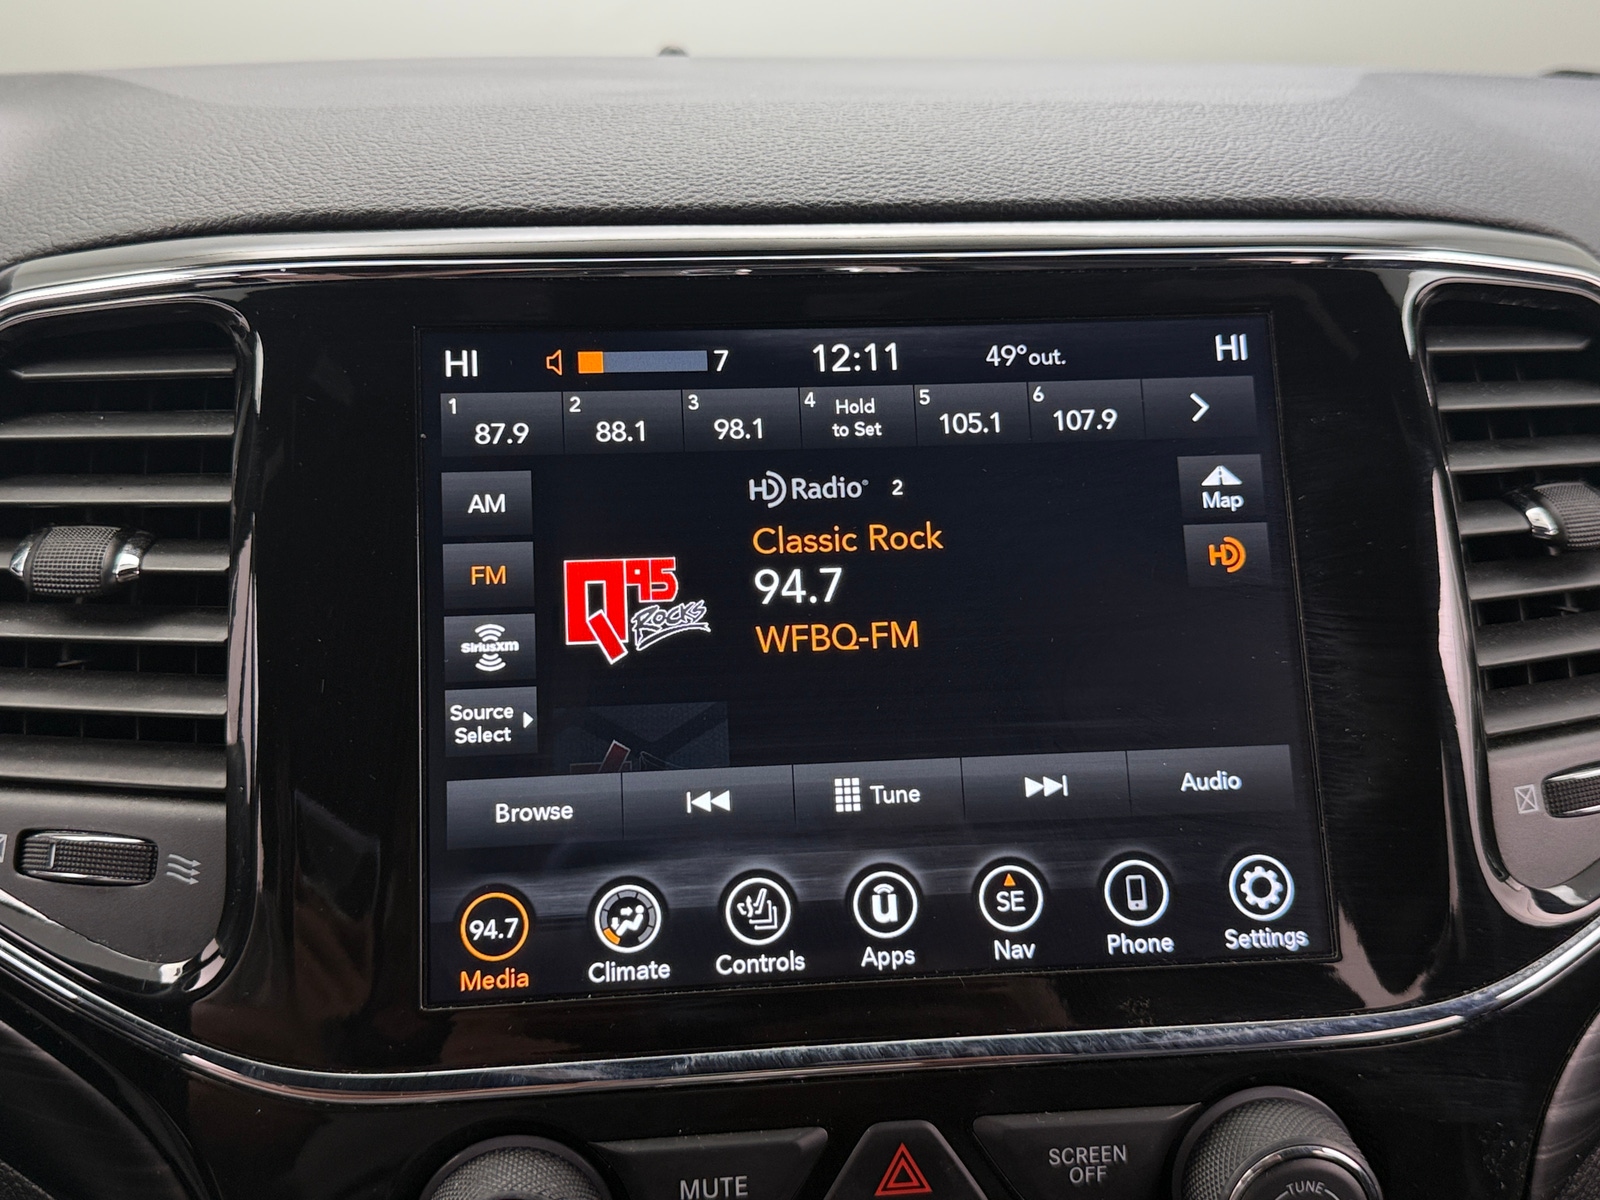 HI
7
12:11
49°out.
HI
1
87.9
2
88.1
3
98.1
4
Hold
to Set
5
105.1
6
107.9
AM
FM
SiriusXM
Source
Select
HD Radio 2
Classic Rock
94.7
WFBQ-FM
Q95
ROCKS
Map
HD
Browse
Tune
Audio
94.7
Media
Climate
Controls
u
Apps
SE
Nav
Phone
Settings
MUTE
SCREEN
OFF
TUNE